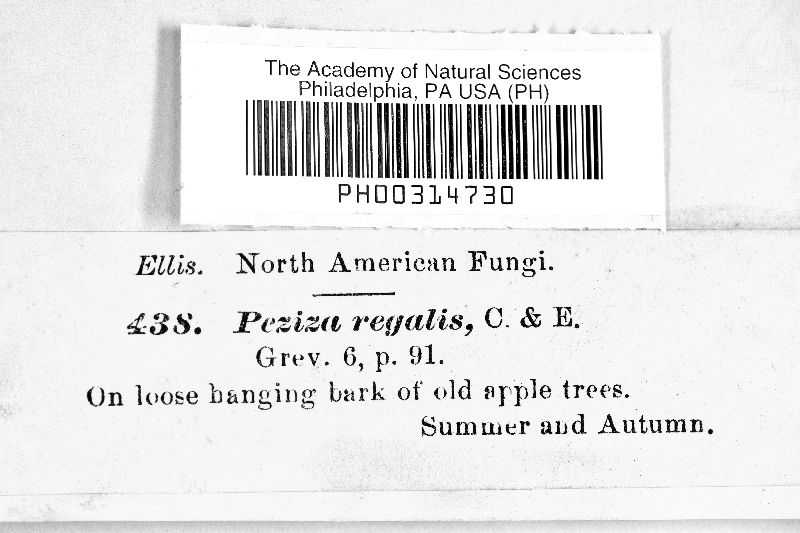 The Academy of Natural Sciences
Philadelphia, PA USA (PH)
PH00314730
Ellis. North American Fungi.
438. Peziza regalis, C. & E.
Grev. 6, p. 91.
On loose hanging bark of old apple trees.
Summer and Autumn.